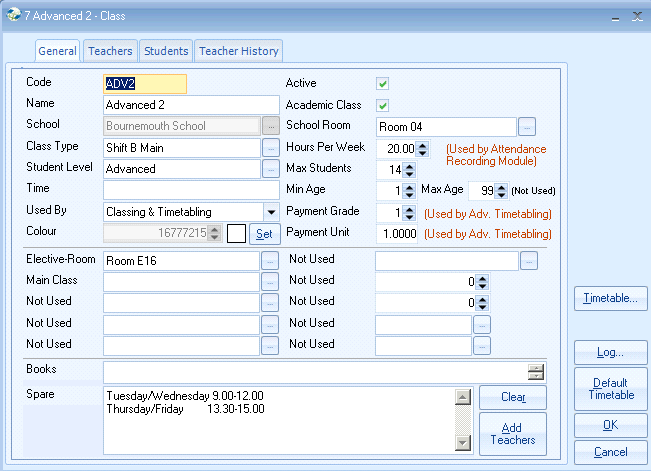 7 Advanced 2 - Class
General Teachers Students Teacher History
Code ADV2 Active
Name Advanced 2 Academic Class
School Bournemouth School ... School Room Room 04 ...
Class Type Shift B Main ... Hours Per Week 20.00 (Used by Attendance
Recording Module)
Student Level Advanced ... Max Students 14
Time Min Age 1 Max Age 99 (Not Used)
Used By Classing & Timetabling Payment Grade 1 (Used by Adv. Timetabling)
Colour 16777215 Set Payment Unit 1.0000 (Used by Adv. Timetabling)
Elective-Room Room E16 ... Not Used ...
Main Class ... Not Used 0
Not Used ... Not Used 0
Not Used ... Not Used ...
Not Used ... Not Used ...
Books
Spare Tuesday/Wednesday 9.00-12.00
Thursday/Friday 13.30-15.00
Clear
Add
Teachers
Timetable...
Log...
Default
Timetable
OK
Cancel